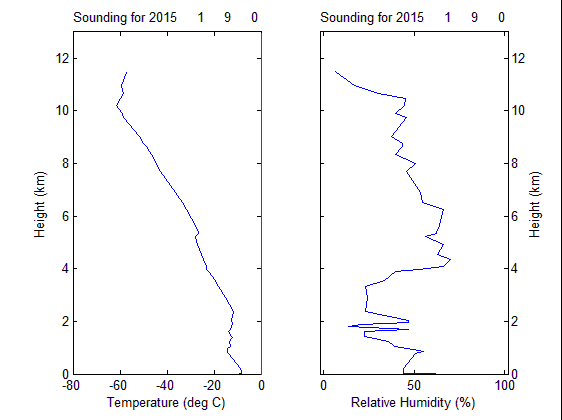 Sounding for 2015 1 9 0
12
10
8
6
4
2
0
Height (km)
-80 -60 -40 -20 0
Temperature (deg C)
Sounding for 2015 1 9 0
12
10
8
6
4
2
0
Height (km)
0 50 100
Relative Humidity (%)